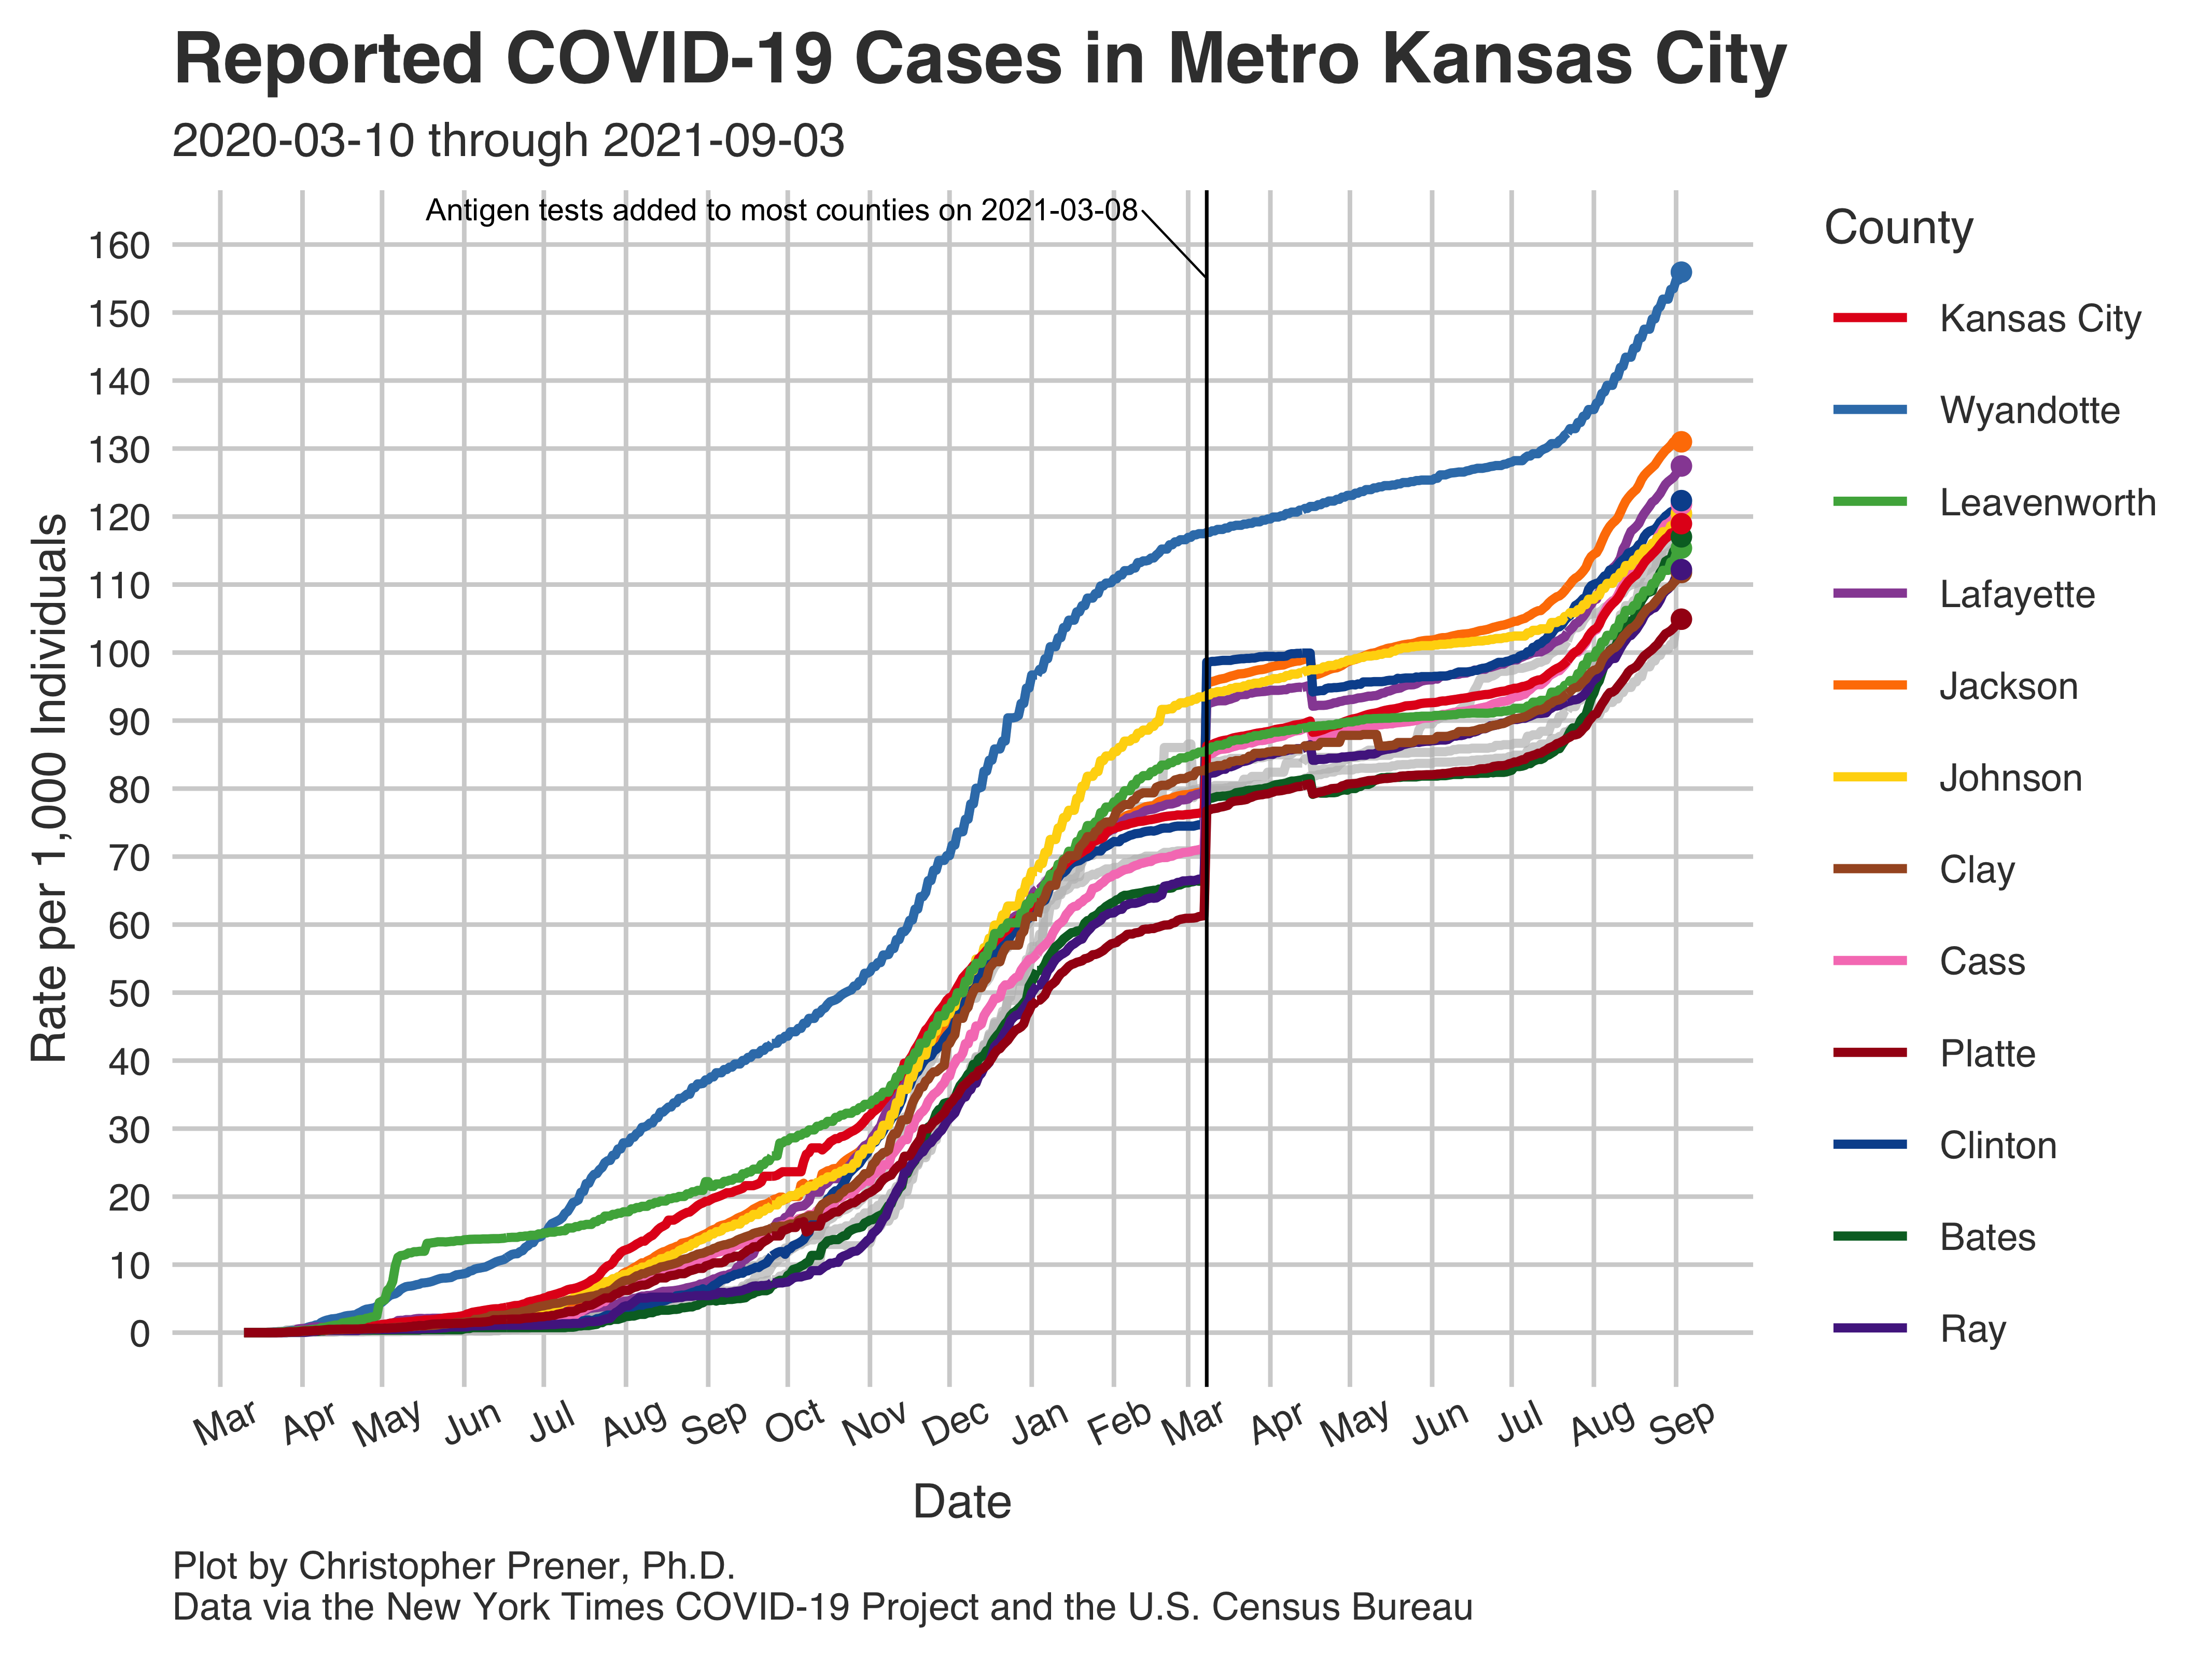 Reported COVID-19 Cases in Metro Kansas City
2020-03-10 through 2021-09-03
Antigen tests added to most counties on 2021-03-08
160
150
140
130
120
110
100
90
80
70
60
50
40
30
20
10
0
Rate per 1,000 Individuals
Mar Apr May Jun Jul Aug Sep Oct Nov Dec Jan Feb Mar Apr May Jun Jul Aug Sep
Date
County
Kansas City
Wyandotte
Leavenworth
Lafayette
Jackson
Johnson
Clay
Cass
Platte
Clinton
Bates
Ray
Plot by Christopher Prener, Ph.D.
Data via the New York Times COVID-19 Project and the U.S. Census Bureau